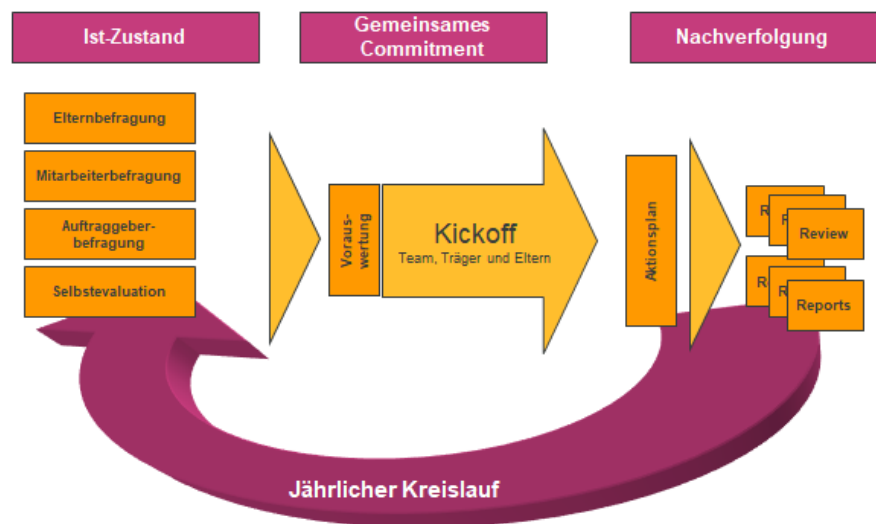 Ist-Zustand
Gemeinsames
Commitment
Nachverfolgung
Elternbefragung
Mitarbeiterbefragung
Auftraggeber-
befragung
Selbstevaluation
Voraus-
wertung
Kickoff
Team, Träger und Eltern
Aktionsplan
Review
Reports
Jährlicher Kreislauf